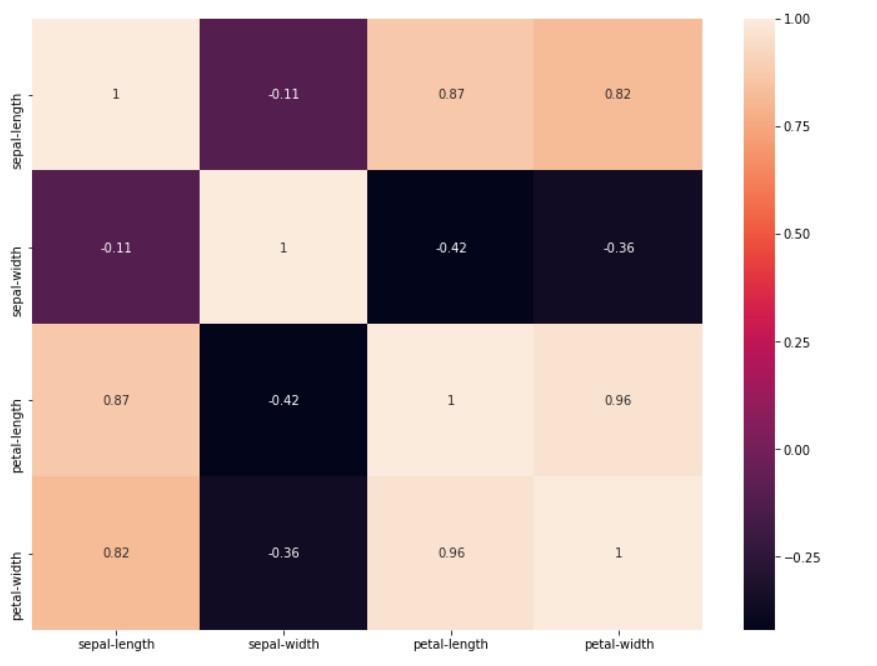 1.00
1 -0.11 0.87 0.82
sepal-length
0.75
-0.11 1 -0.42 -0.36
sepal-width
0.50
0.25
0.87 -0.42 1 0.96
petal-length
0.00
0.82 -0.36 0.96 1
petal-width
−0.25
sepal-length sepal-width petal-length petal-width